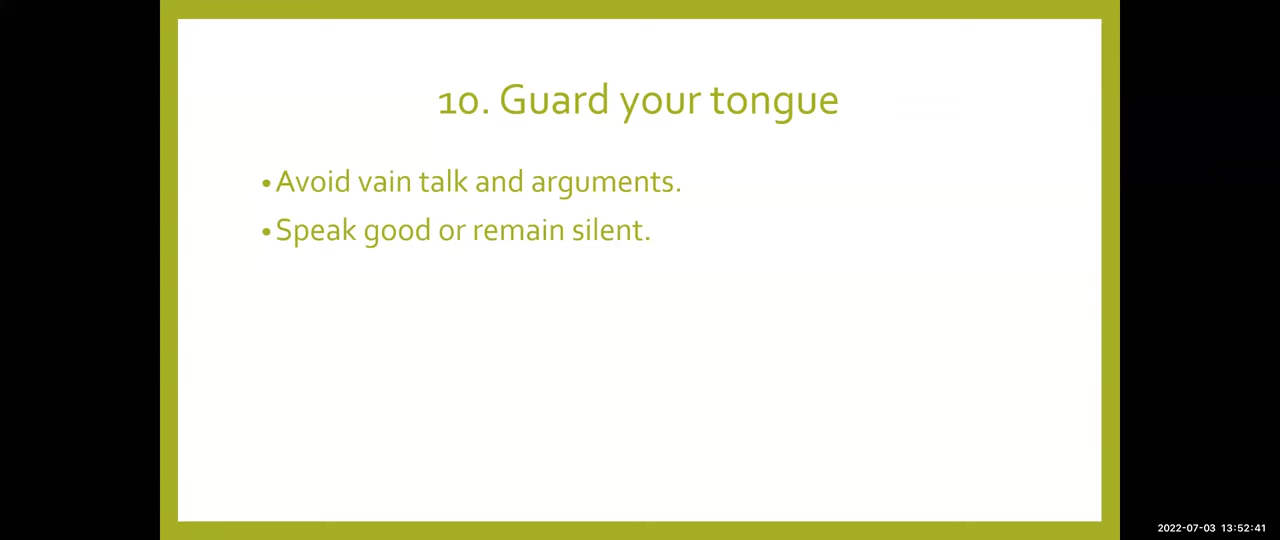 10. Guard your tongue
•Avoid vain talk and arguments.
•Speak good or remain silent.
2022-07-03 13:52:41